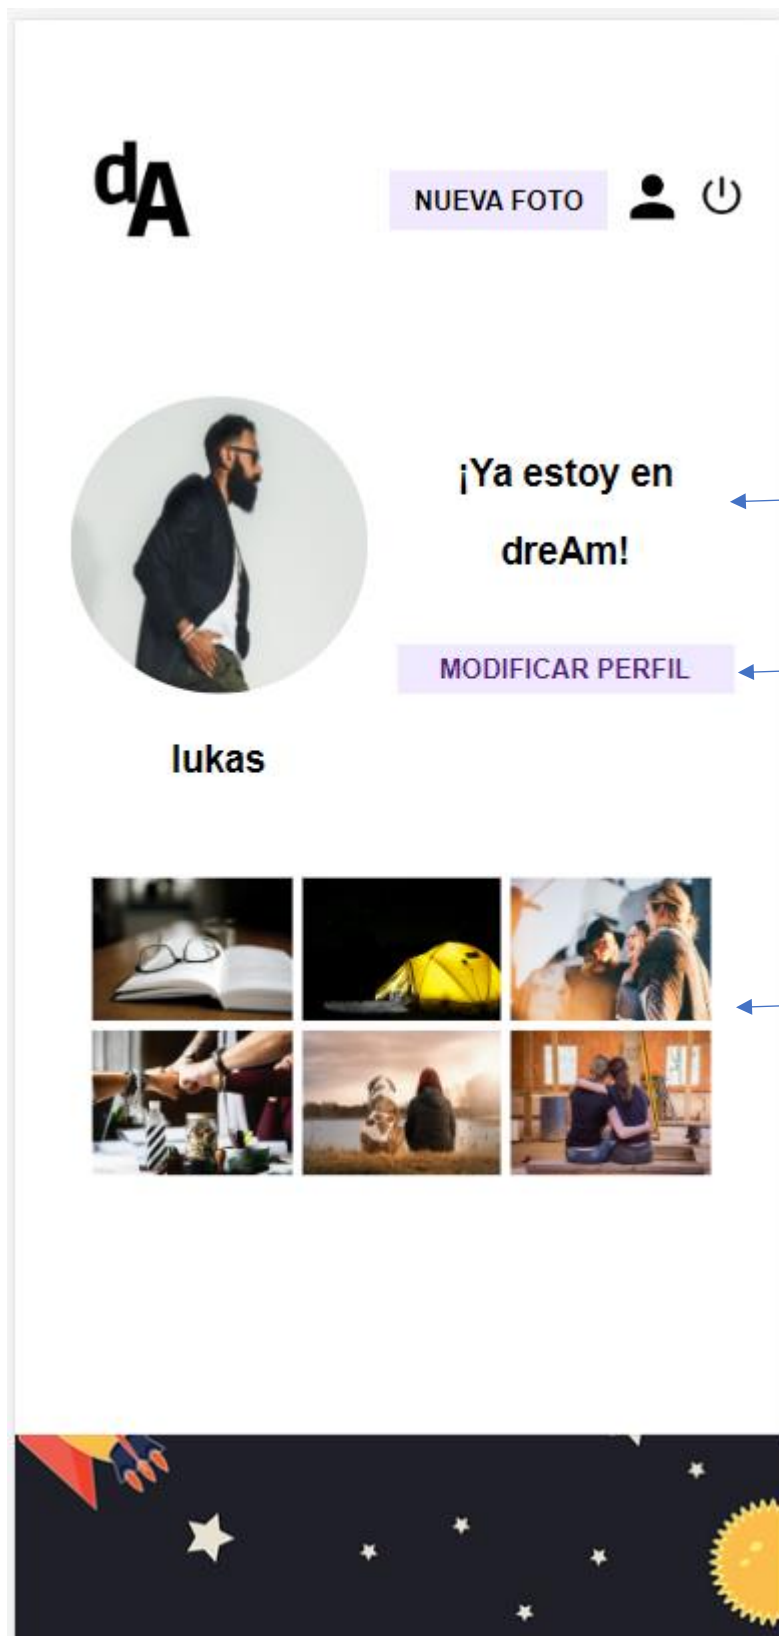 dA
NUEVA FOTO
¡Ya estoy en
dreAm!
MODIFICAR PERFIL
lukas